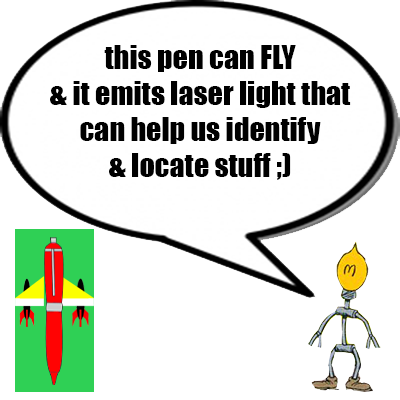 this pen can FLY
& it emits laser light that
can help us identify
& locate stuff ;)